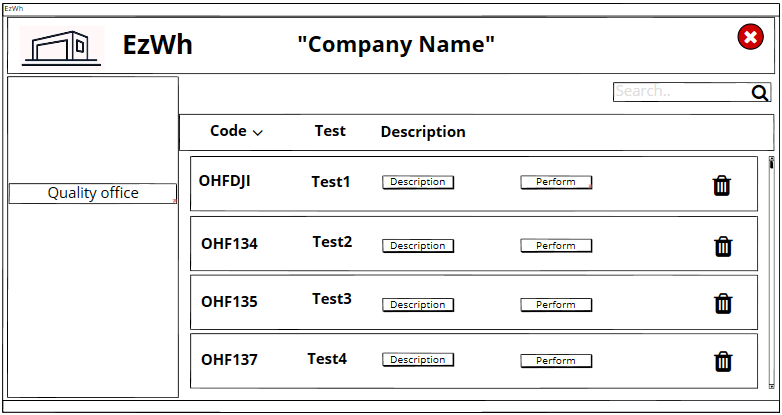 EzWh
EzWh
"Company Name"
Search..
Code Test Description
Quality office
OHFDJI Test1 Description Perform
OHF134 Test2 Description Perform
OHF135 Test3 Description Perform
OHF137 Test4 Description Perform